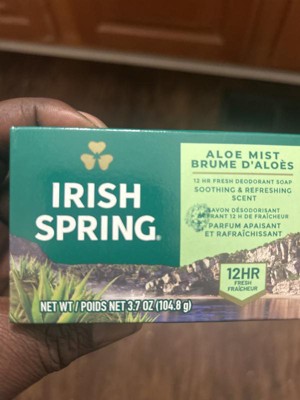 IRISH
SPRING®
ALOE MIST
BRUME D'ALOÈS
12 HR FRESH DEODORANT SOAP
SOOTHING & REFRESHING
SCENT
SAVON DÉSODORISANT
OFFRANT 12 H DE FRAÎCHEUR
PARFUM APAISANT
ET RAFRAÎCHISSANT
12HR
FRESH
FRAÎCHEUR
NET WT / POIDS NET 3.7 OZ (104.8 g)